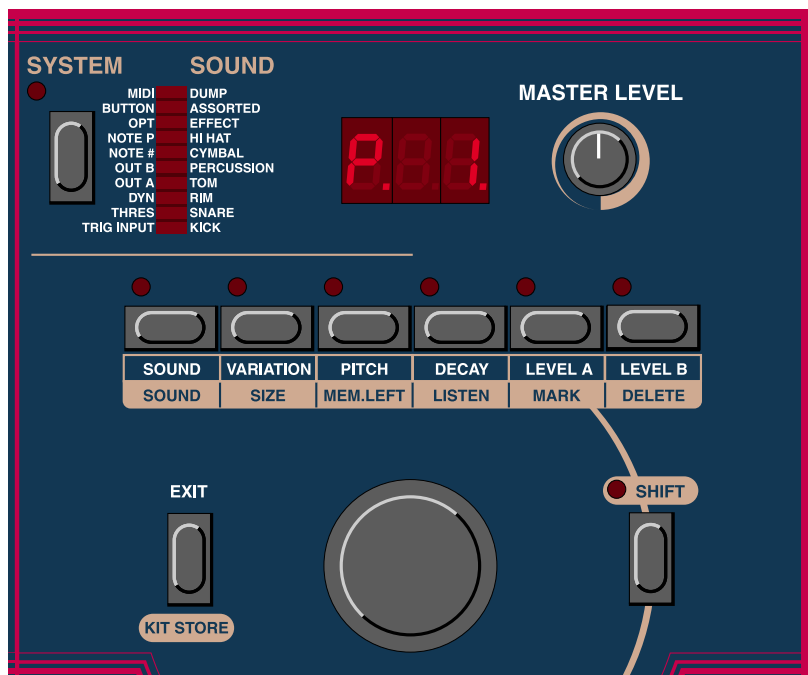 SYSTEM SOUND
MASTER LEVEL
MIDI DUMP
BUTTON ASSORTED
OPT EFFECT
NOTE P HI HAT
NOTE # CYMBAL
OUT B PERCUSSION
OUT A TOM
DYN RIM
THRES SNARE
TRIG INPUT KICK
P. 1.
SOUND VARIATION PITCH DECAY LEVEL A LEVEL B
SOUND SIZE MEM.LEFT LISTEN MARK DELETE
EXIT
SHIFT
KIT STORE